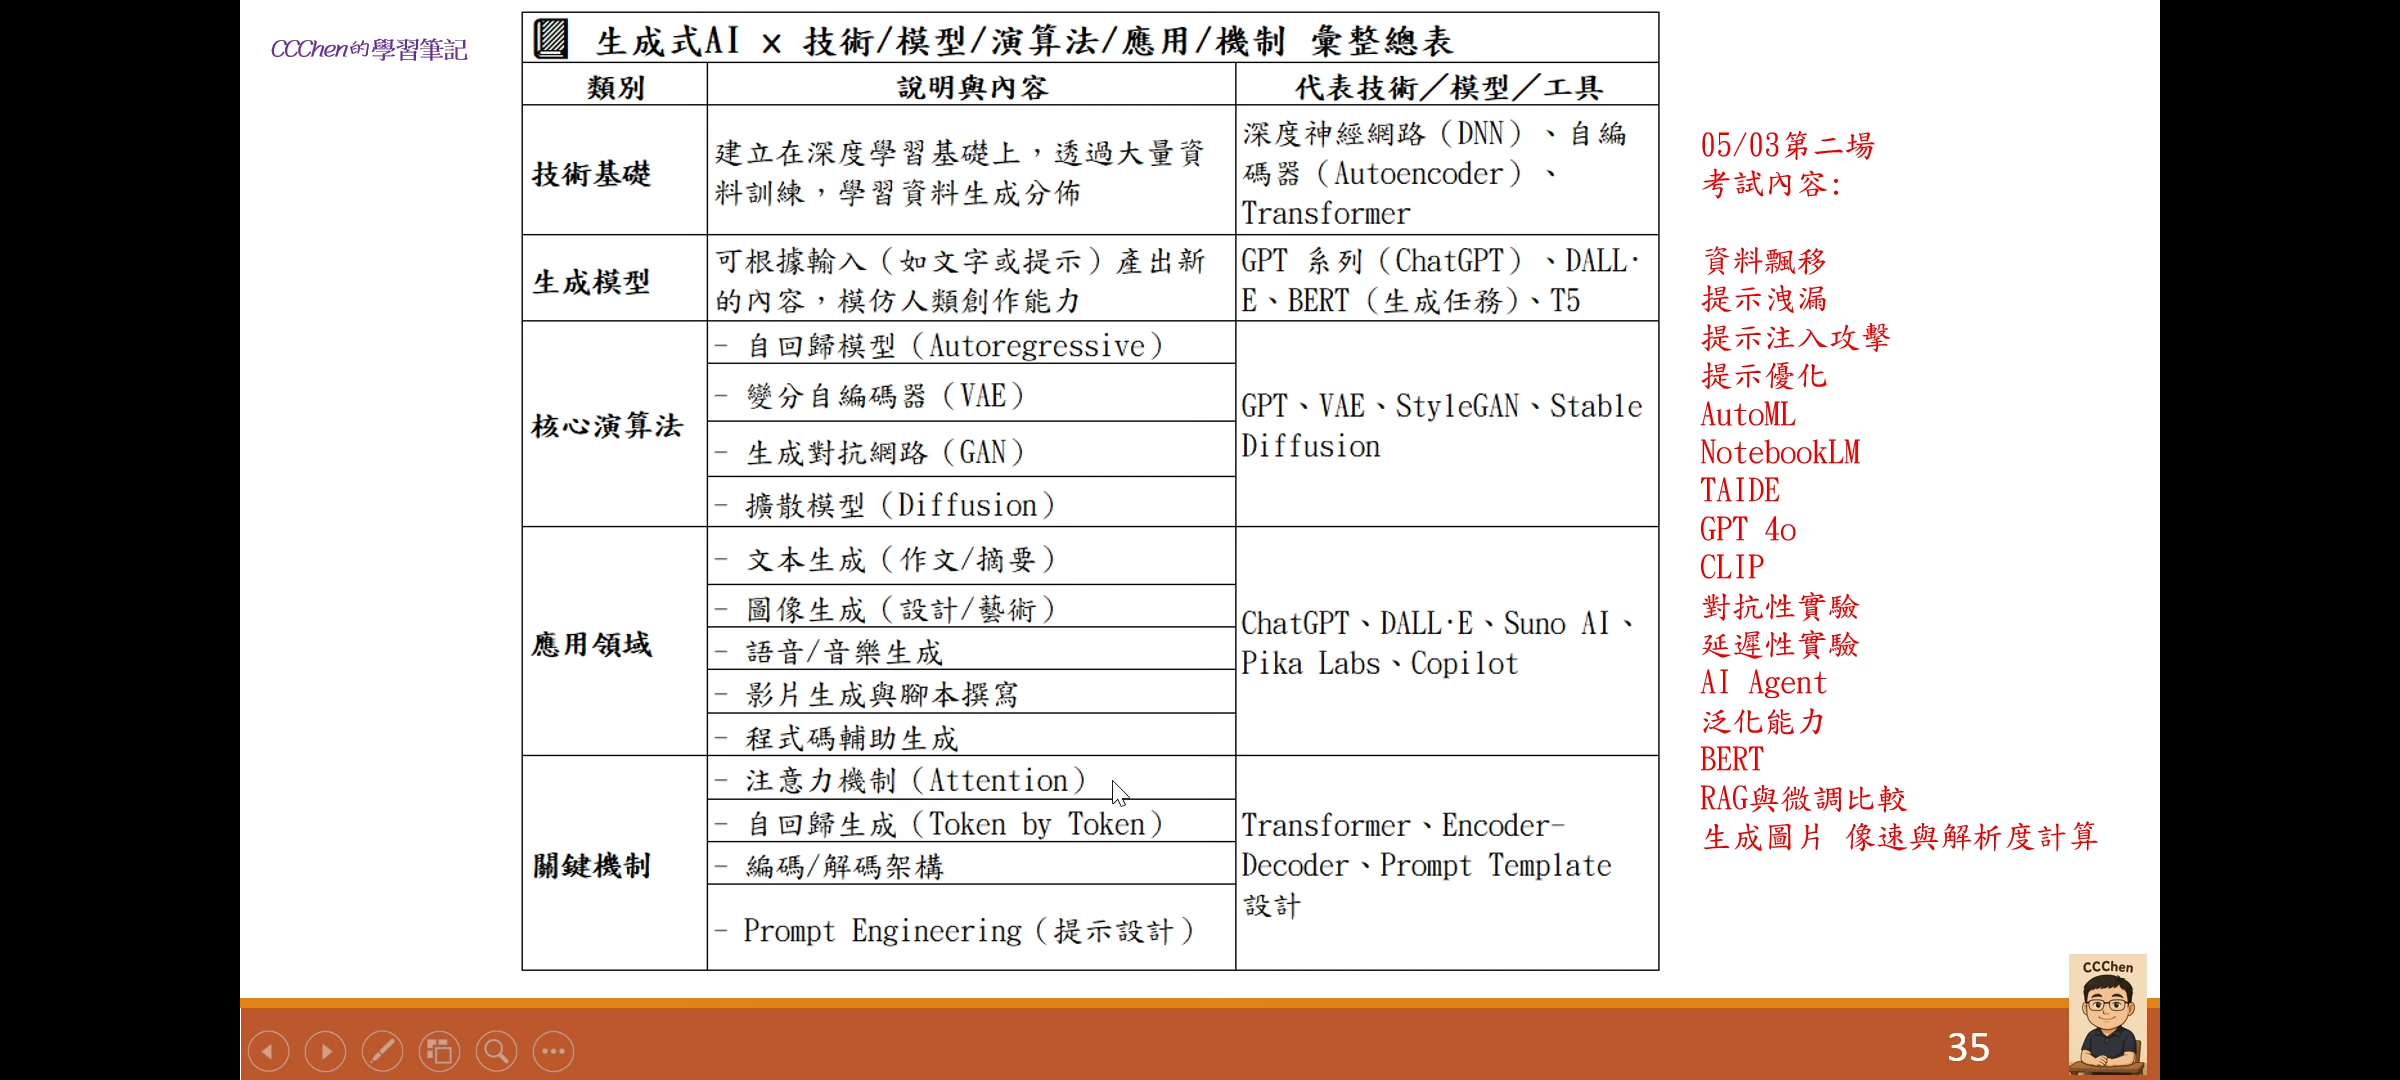 CCChen的學習筆記
生成式AI x 技術/模型/演算法/應用/機制 彙整總表
類別
說明與內容
代表技術／模型／工具
技術基礎
建立在深度學習基礎上，透過大量資
料訓練，學習資料生成分佈
深度神經網路（DNN）、自編
碼器（Autoencoder）、
Transformer
生成模型
可根據輸入（如文字或提示）產出新
的內容，模仿人類創作能力
GPT 系列（ChatGPT）、DALL·
E、BERT（生成任務）、T5
核心演算法
- 自回歸模型（Autoregressive）
- 變分自編碼器（VAE）
- 生成對抗網路（GAN）
- 擴散模型（Diffusion）
GPT、VAE、StyleGAN、Stable
Diffusion
應用領域
- 文本生成（作文/摘要）
- 圖像生成（設計/藝術）
- 語音/音樂生成
- 影片生成與腳本撰寫
- 程式碼輔助生成
ChatGPT、DALL·E、Suno AI、
Pika Labs、Copilot
關鍵機制
- 注意力機制（Attention）
- 自回歸生成（Token by Token）
- 編碼/解碼架構
- Prompt Engineering（提示設計）
Transformer、Encoder-
Decoder、Prompt Template
設計
05/03第二場
考試內容:
資料飄移
提示洩漏
提示注入攻擊
提示優化
AutoML
NotebookLM
TAIDE
GPT 4o
CLIP
對抗性實驗
延遲性實驗
AI Agent
泛化能力
BERT
RAG與微調比較
生成圖片 像速與解析度計算
CCChen
35